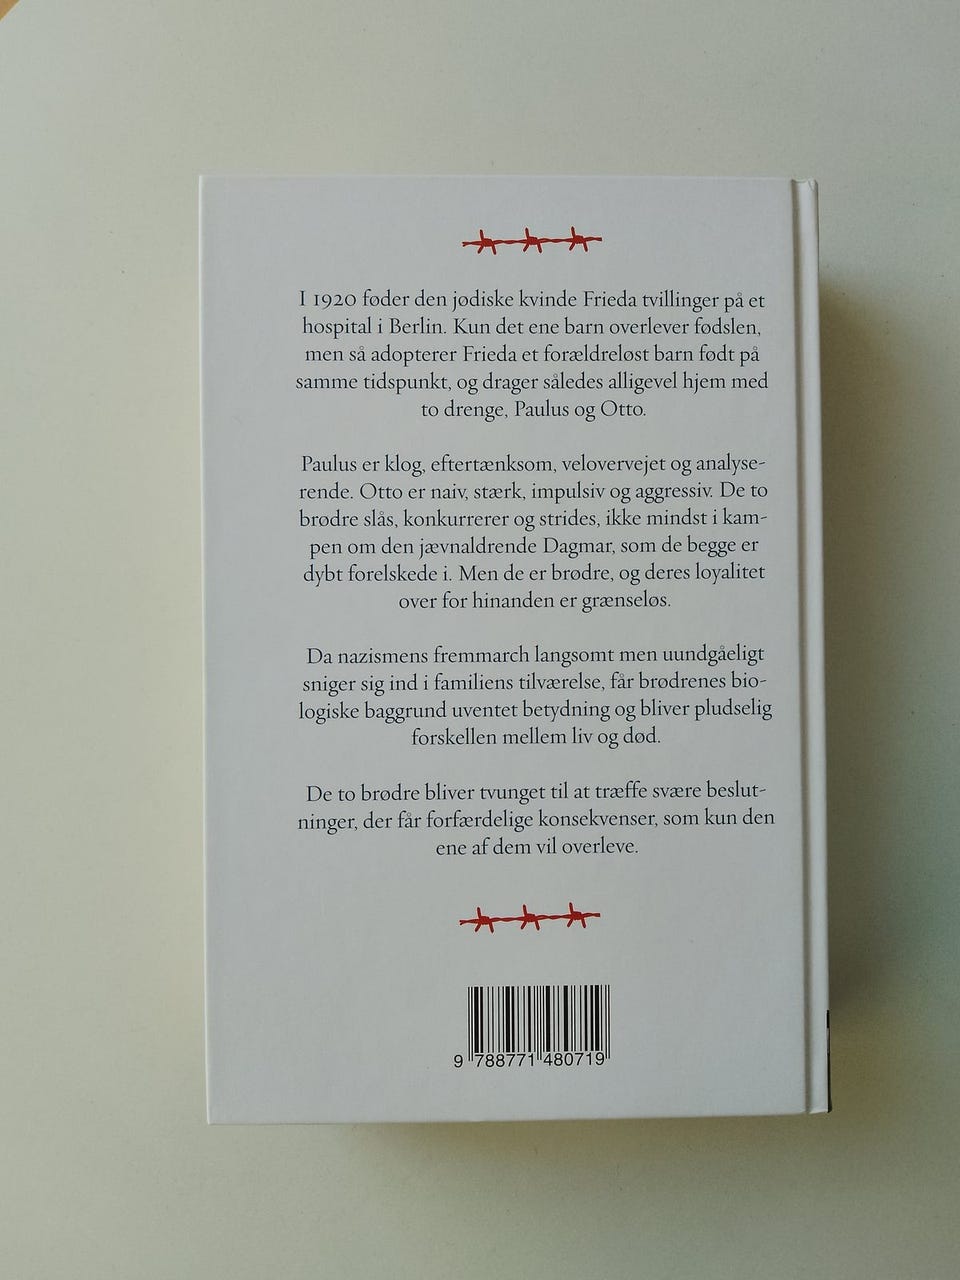 I 1920 føder den jødiske kvinde Frieda tvillinger på et
hospital i Berlin. Kun det ene barn overlever fødslen,
men så adopterer Frieda et forældreløst barn født på
samme tidspunkt, og drager således alligevel hjem med
to drenge, Paulus og Otto.
Paulus er klog, eftertænksom, velovervejet og analyse-
rende. Otto er naiv, stærk, impulsiv og aggressiv. De to
brødre slås, konkurrerer og strides, ikke mindst i kam-
pen om den jævnaldrende Dagmar, som de begge er
dybt forelskede i. Men de er brødre, og deres loyalitet
over for hinanden er grænseløs.
Da nazismens fremmarch langsomt men uundgåeligt
sniger sig ind i familiens tilværelse, får brødrenes bio-
logiske baggrund uventet betydning og bliver pludselig
forskellen mellem liv og død.
De to brødre bliver tvunget til at træffe svære beslut-
ninger, der får forfærdelige konsekvenser, som kun den
ene af dem vil overleve.
9 788771 480719